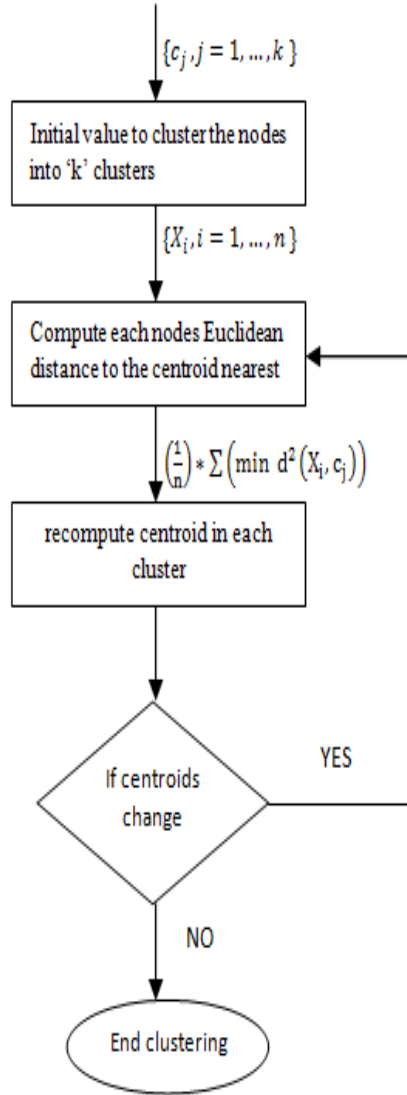 {c_j, j = 1, ..., k }
Initial value to cluster the nodes
into ‘k’ clusters
{X_i, i = 1, ..., n }
Compute each nodes Euclidean
distance to the centroid nearest
(1/n) * ∑ (min d²(X_i, c_j))
recompute centroid in each
cluster
If centroids
change
YES
NO
End clustering